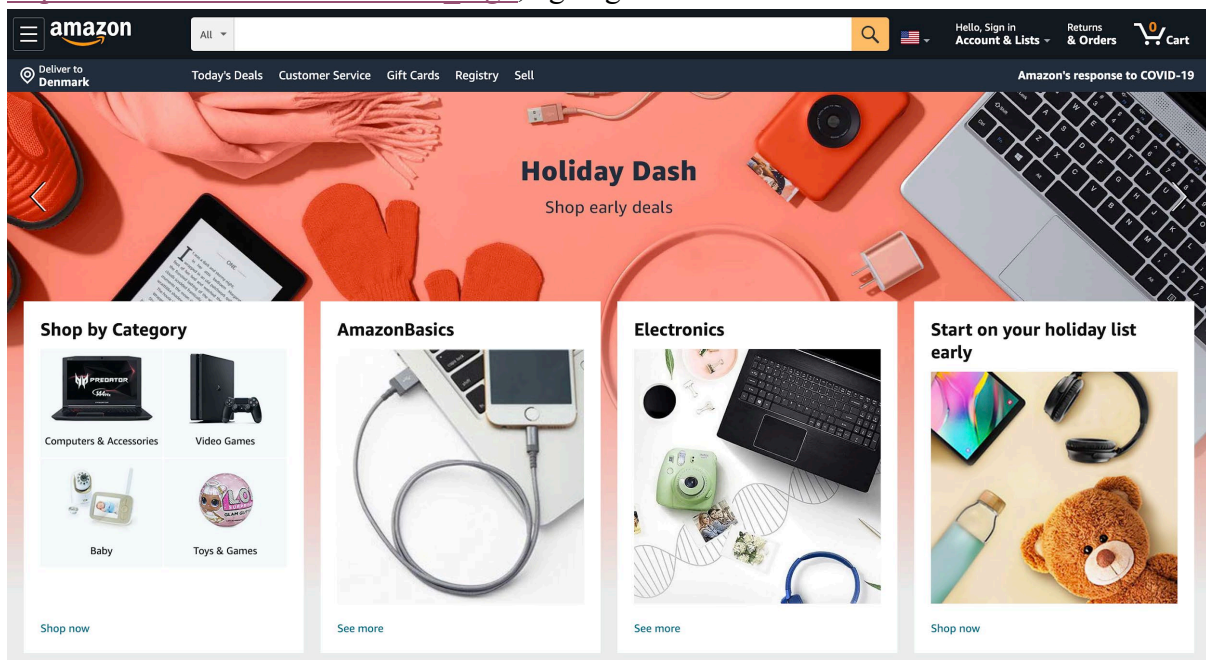 amazon
All
Hello, Sign in
Account & Lists
Returns
& Orders
0
Cart
Deliver to
Denmark
Today's Deals
Customer Service
Gift Cards
Registry
Sell
Amazon's response to COVID-19
Holiday Dash
Shop early deals
ONE
Shop by Category
PREDATOR
Computers & Accessories
Video Games
Baby
Toys & Games
Shop now
AmazonBasics
See more
Electronics
See more
Start on your holiday list
early
Shop now